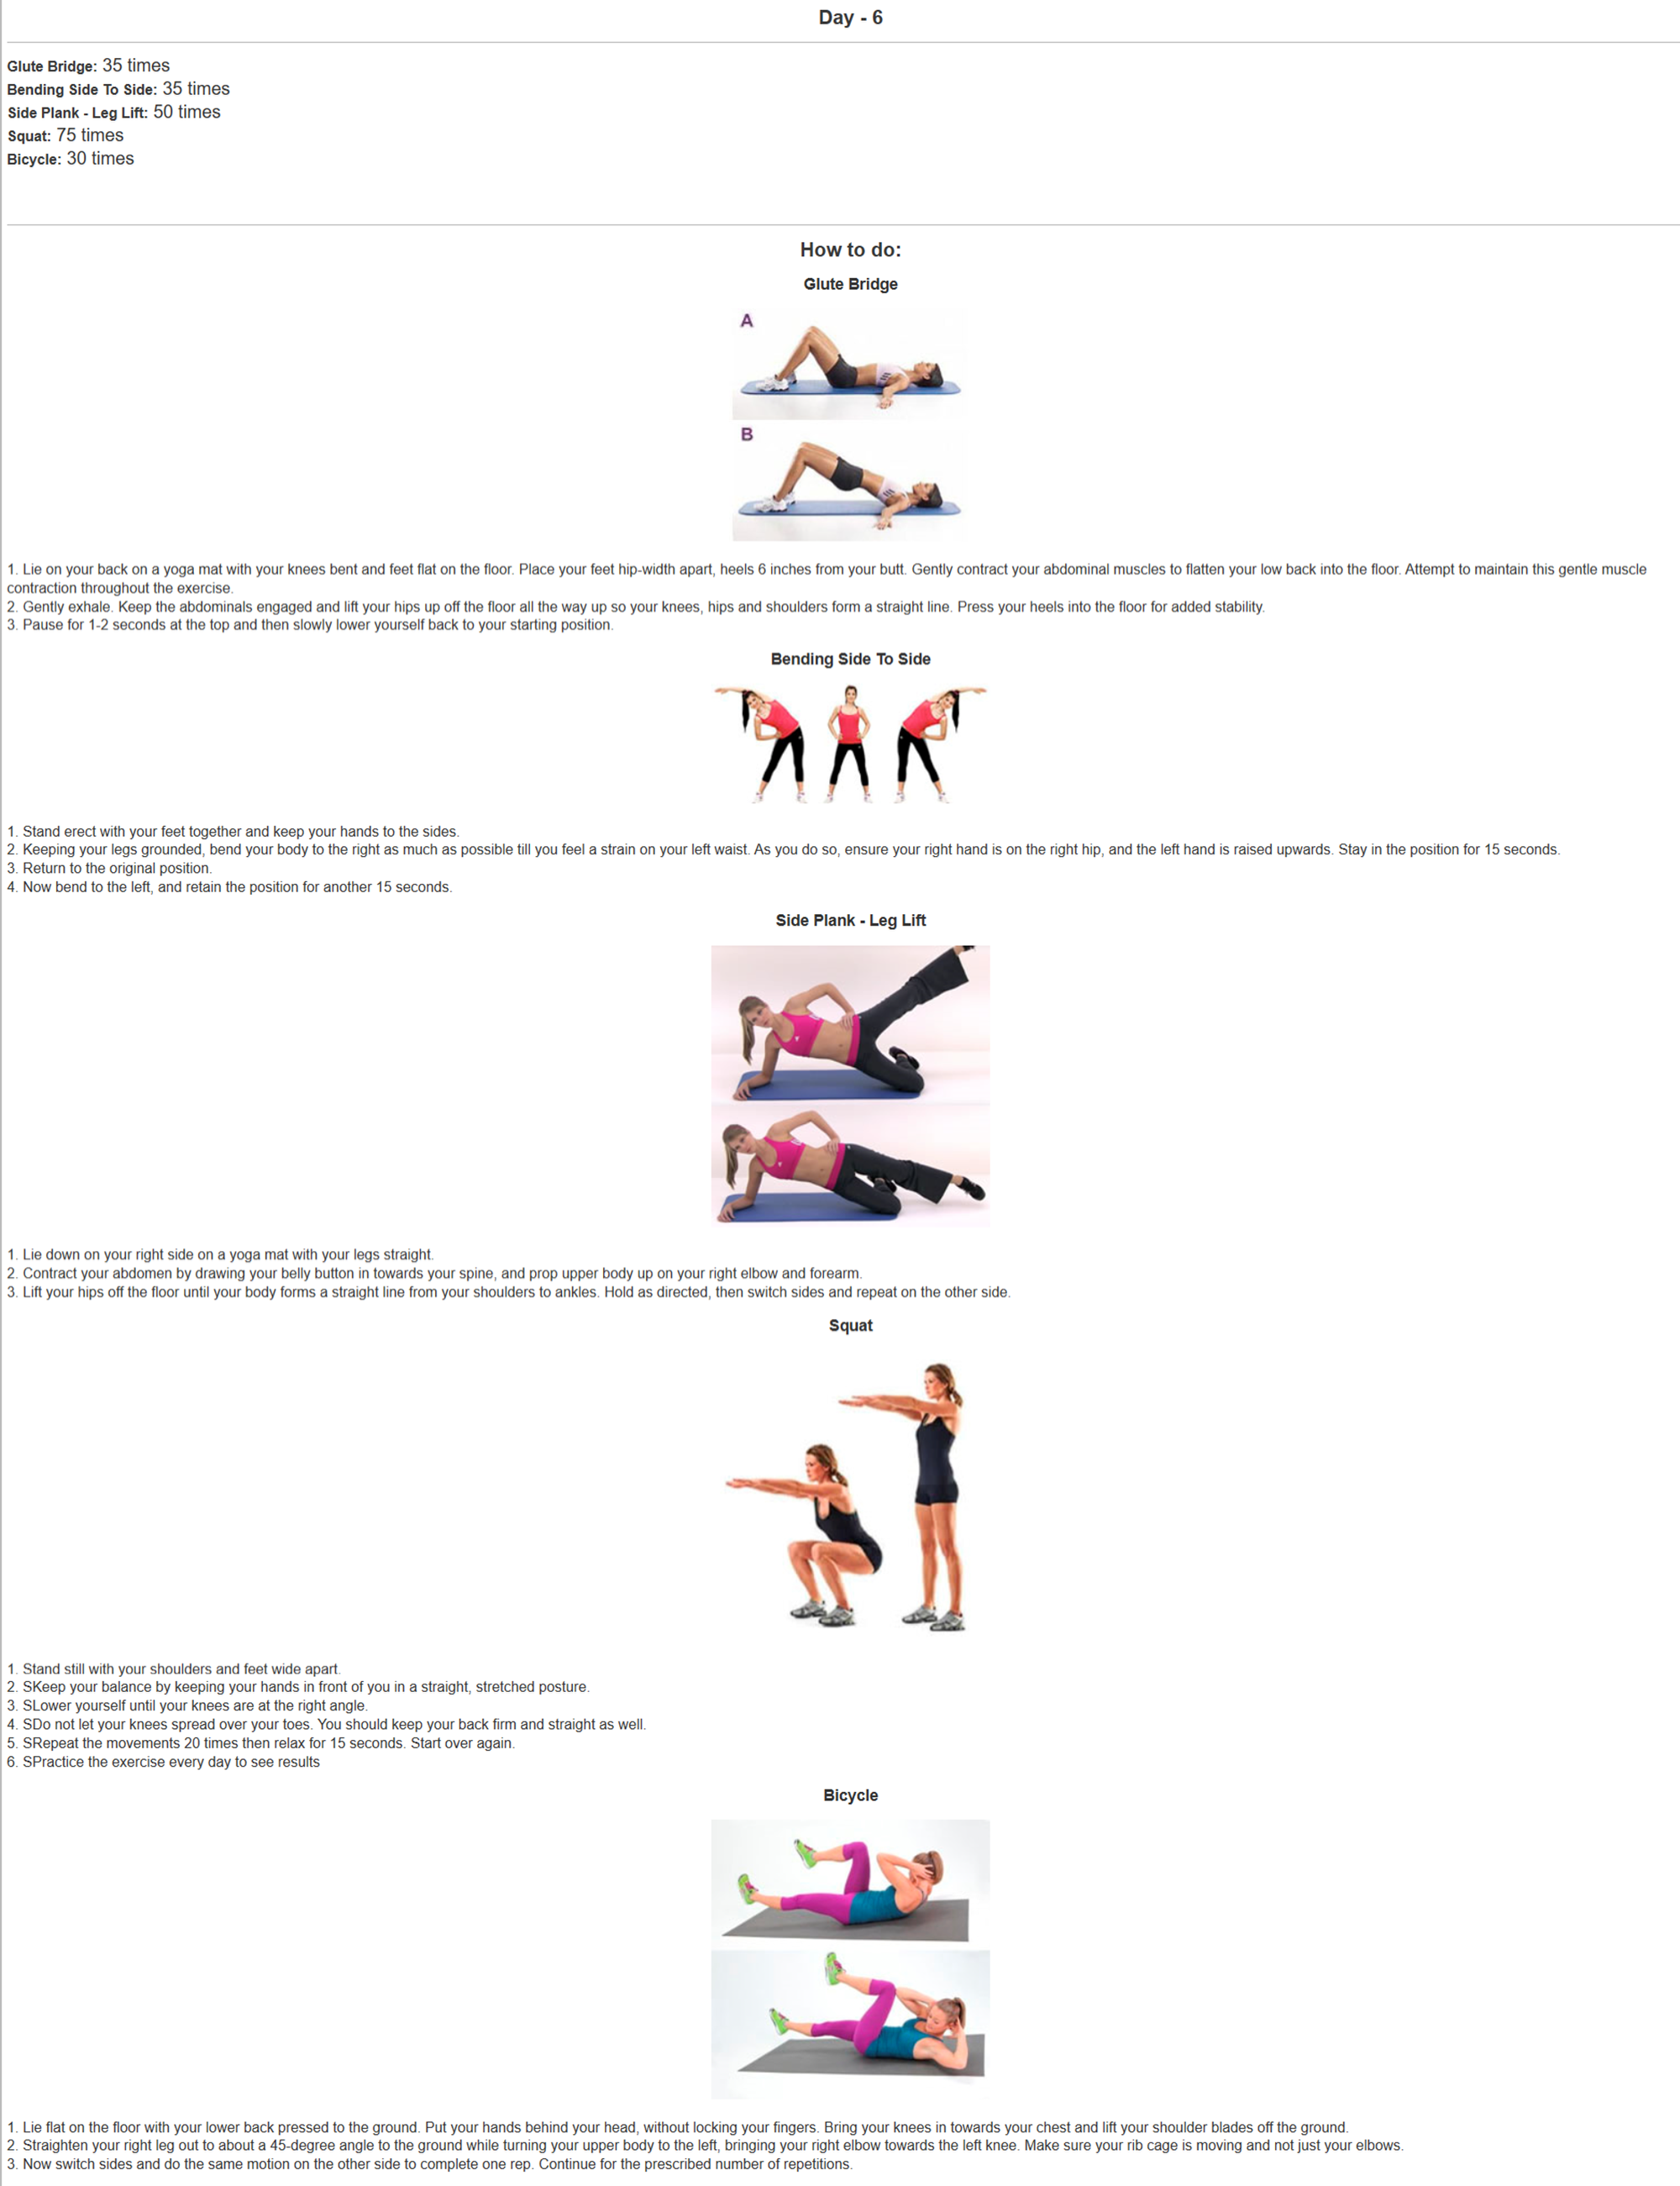 Day - 6
Glute Bridge: 35 times
Bending Side To Side: 35 times
Side Plank - Leg Lift: 50 times
Squat: 75 times
Bicycle: 30 times
How to do:
Glute Bridge
A
B
1. Lie on your back on a yoga mat with your knees bent and feet flat on the floor. Place your feet hip-width apart, heels 6 inches from your butt. Gently contract your abdominal muscles to flatten your low back into the floor. Attempt to maintain this gentle muscle
contraction throughout the exercise.
2. Gently exhale. Keep the abdominals engaged and lift your hips up off the floor all the way up so your knees, hips and shoulders form a straight line. Press your heels into the floor for added stability.
3. Pause for 1-2 seconds at the top and then slowly lower yourself back to your starting position.
Bending Side To Side
1. Stand erect with your feet together and keep your hands to the sides.
2. Keeping your legs grounded, bend your body to the right as much as possible till you feel a strain on your left waist. As you do so, ensure your right hand is on the right hip, and the left hand is raised upwards. Stay in the position for 15 seconds.
3. Return to the original position.
4. Now bend to the left, and retain the position for another 15 seconds.
Side Plank - Leg Lift
1. Lie down on your right side on a yoga mat with your legs straight.
2. Contract your abdomen by drawing your belly button in towards your spine, and prop upper body up on your right elbow and forearm.
3. Lift your hips off the floor until your body forms a straight line from your shoulders to ankles. Hold as directed, then switch sides and repeat on the other side.
Squat
1. Stand still with your shoulders and feet wide apart.
2. SKeep your balance by keeping your hands in front of you in a straight, stretched posture.
3. SLower yourself until your knees are at the right angle.
4. SDo not let your knees spread over your toes. You should keep your back firm and straight as well.
5. SRepeat the movements 20 times then relax for 15 seconds. Start over again.
6. SPractice the exercise every day to see results
Bicycle
1. Lie flat on the floor with your lower back pressed to the ground. Put your hands behind your head, without locking your fingers. Bring your knees in towards your chest and lift your shoulder blades off the ground.
2. Straighten your right leg out to about a 45-degree angle to the ground while turning your upper body to the left, bringing your right elbow towards the left knee. Make sure your rib cage is moving and not just your elbows.
3. Now switch sides and do the same motion on the other side to complete one rep. Continue for the prescribed number of repetitions.